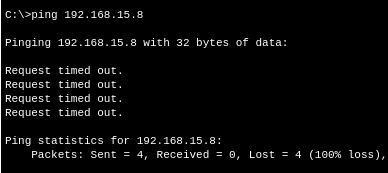 C:\>ping 192.168.15.8
Pinging 192.168.15.8 with 32 bytes of data:
Request timed out.
Request timed out.
Request timed out.
Request timed out.
Ping statistics for 192.168.15.8:
Packets: Sent = 4, Received = 0, Lost = 4 (100% loss),